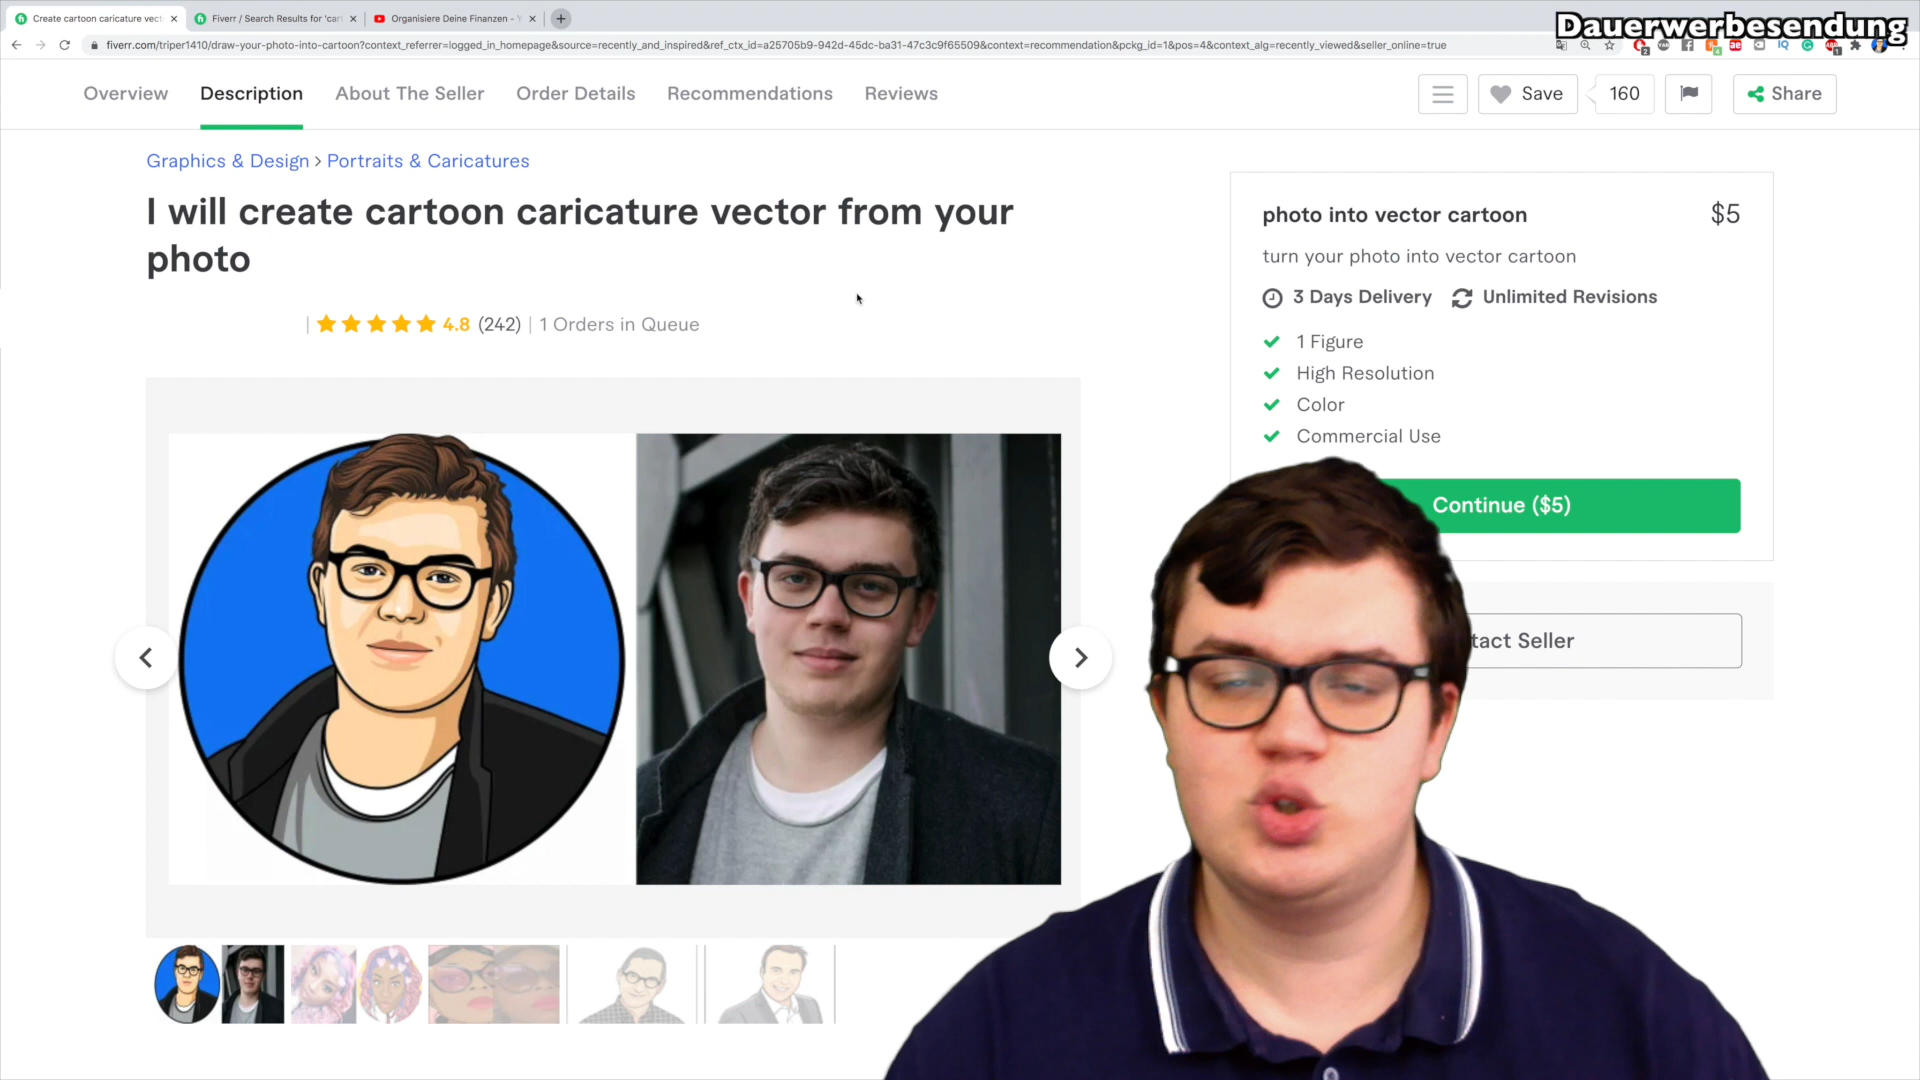 Create cartoon caricature vect
Fiverr / Search Results for 'car
Organisiere Deine Finanzen -
Dauerwerbesendung
fiverr.com/triper1410/draw-your-photo-into-cartoon?context_referrer=logged_in_homepage&source=recently_and_inspired&ref_ctx_id=a25705b9-942d-45dc-ba31-47c3c9f65509&context=recommendation&pckg_id=1&pos=4&context_alg=recently_viewed&seller_online=true
Overview
Description
About The Seller
Order Details
Recommendations
Reviews
Save
160
Share
Graphics & Design > Portraits & Caricatures
I will create cartoon caricature vector from your
photo
4.8 (242) | 1 Orders in Queue
photo into vector cartoon
$5
turn your photo into vector cartoon
3 Days Delivery
Unlimited Revisions
1 Figure
High Resolution
Color
Commercial Use
Continue ($5)
tact Seller